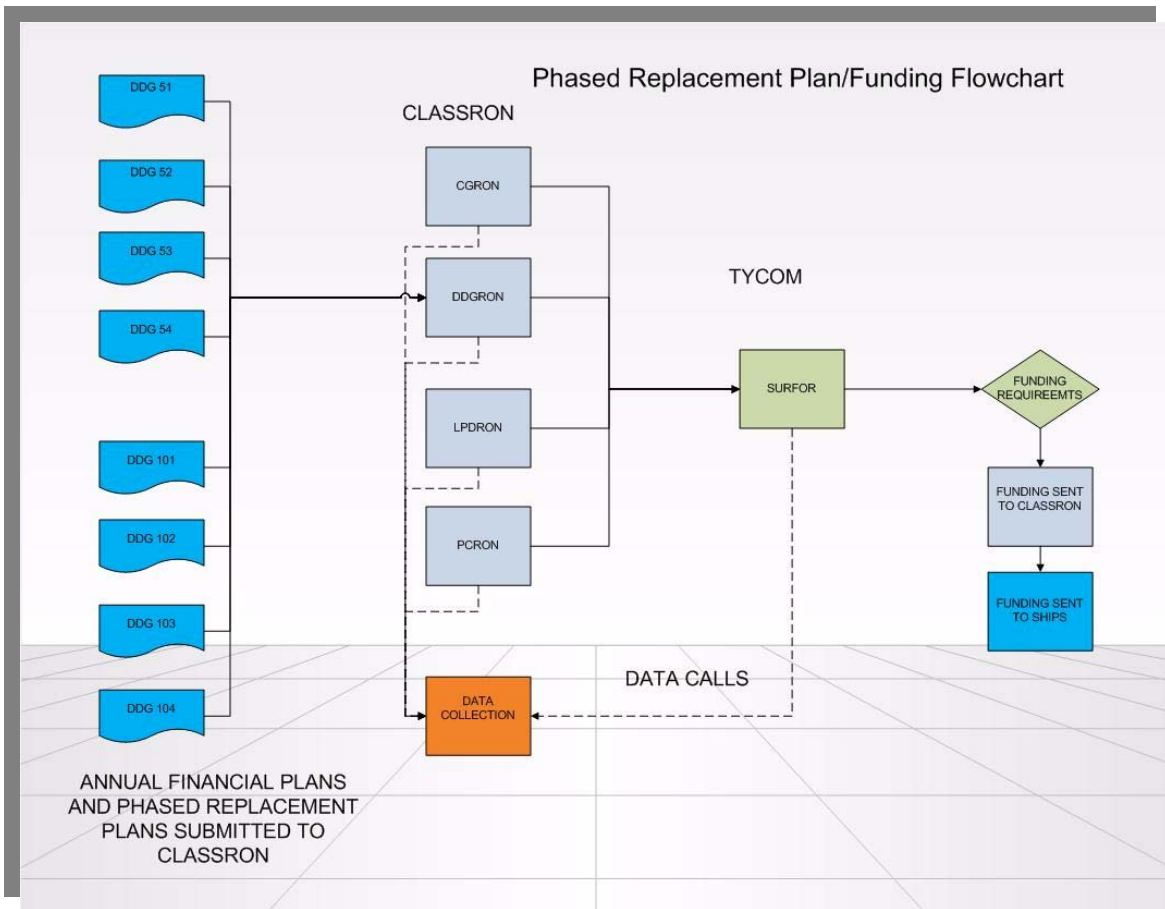 Phased Replacement Plan/Funding Flowchart
DDG 51
DDG 52
DDG 53
DDG 54
DDG 101
DDG 102
DDG 103
DDG 104
ANNUAL FINANCIAL PLANS
AND PHASED REPLACEMENT
PLANS SUBMITTED TO
CLASSRON
CLASSRON
CGRON
DDGRON
LPDRON
PCRON
DATA
COLLECTION
DATA CALLS
TYCOM
SURFOR
FUNDING
REQUIREEMTS
FUNDING SENT
TO CLASSRON
FUNDING SENT
TO SHIPS